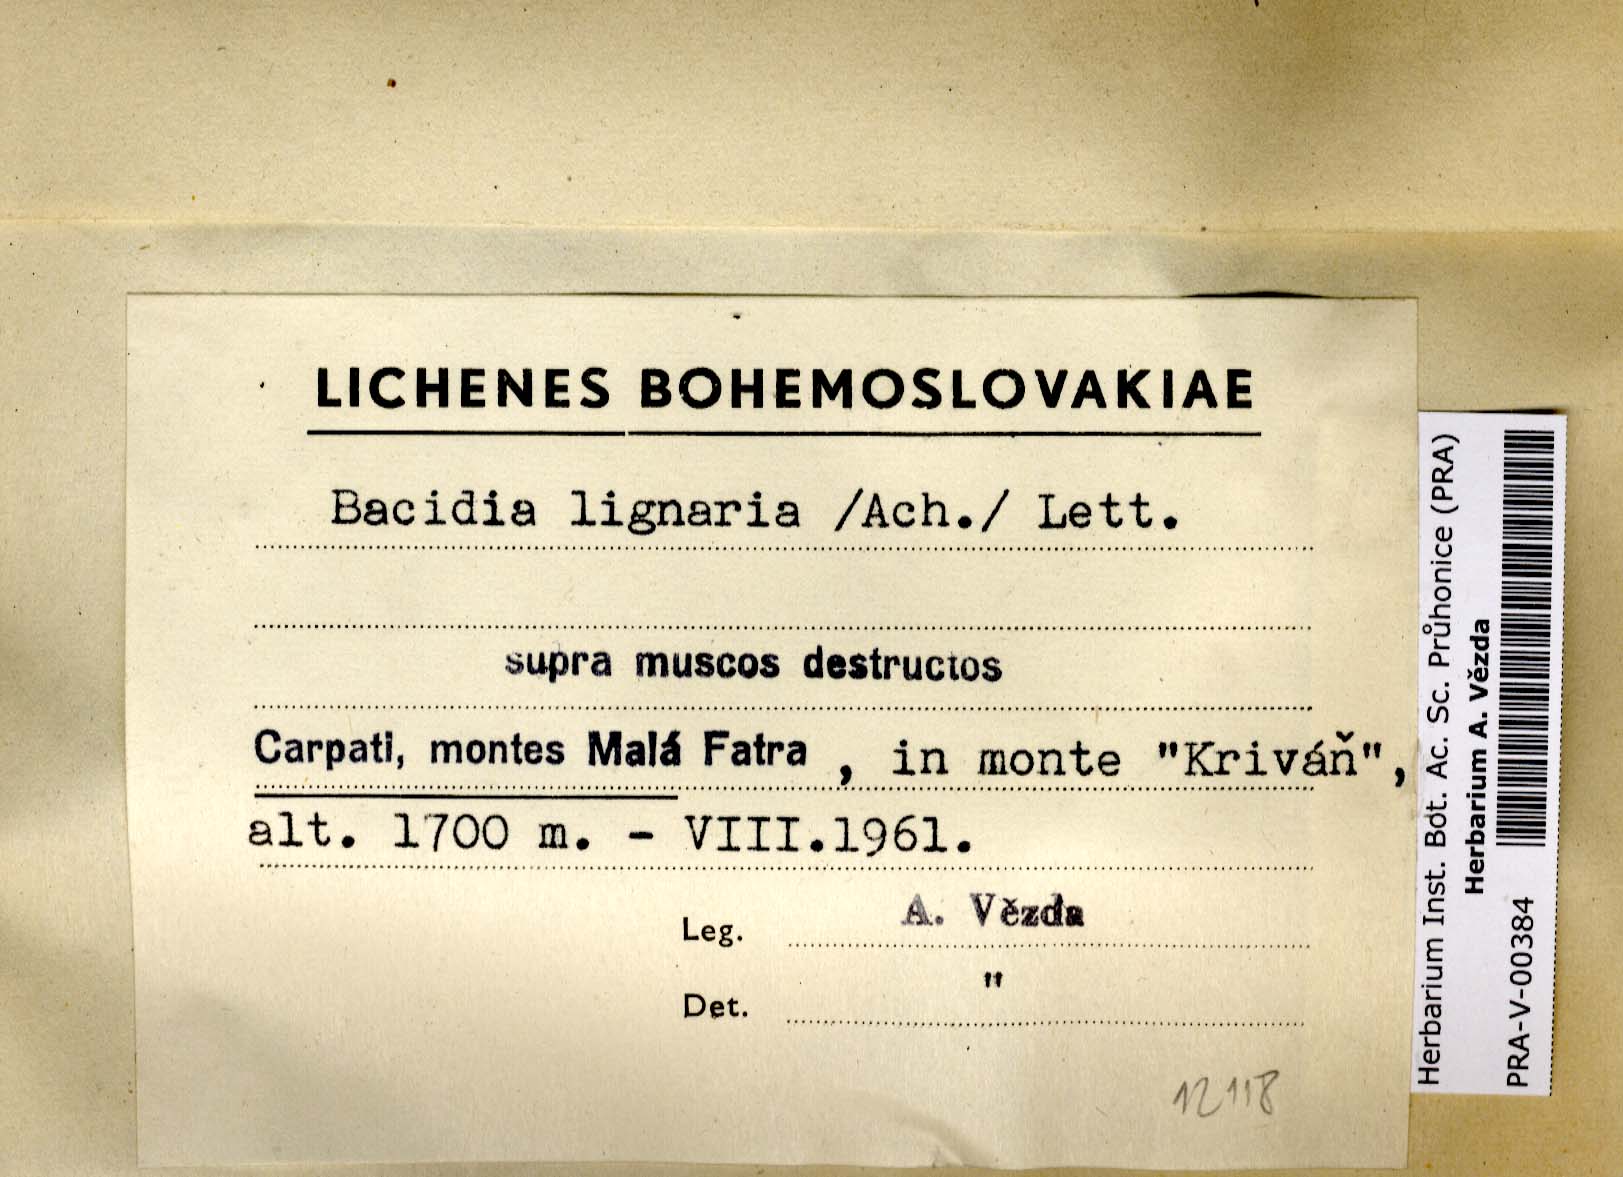 LICHENES BOHEMOSLOVAKIAE
Bacidia lignaria /Ach./ Lett.
supra muscos destructos
Carpati, montes Malá Fatra , in monte "Kriváň",
alt. 1700 m. - VIII.1961.
Leg. A. Vězda
Det. "
12118
Herbarium Inst. Bot. Ac. Sc. Průhonice (PRA)
Herbarium A. Vězda
PRA-V-00384